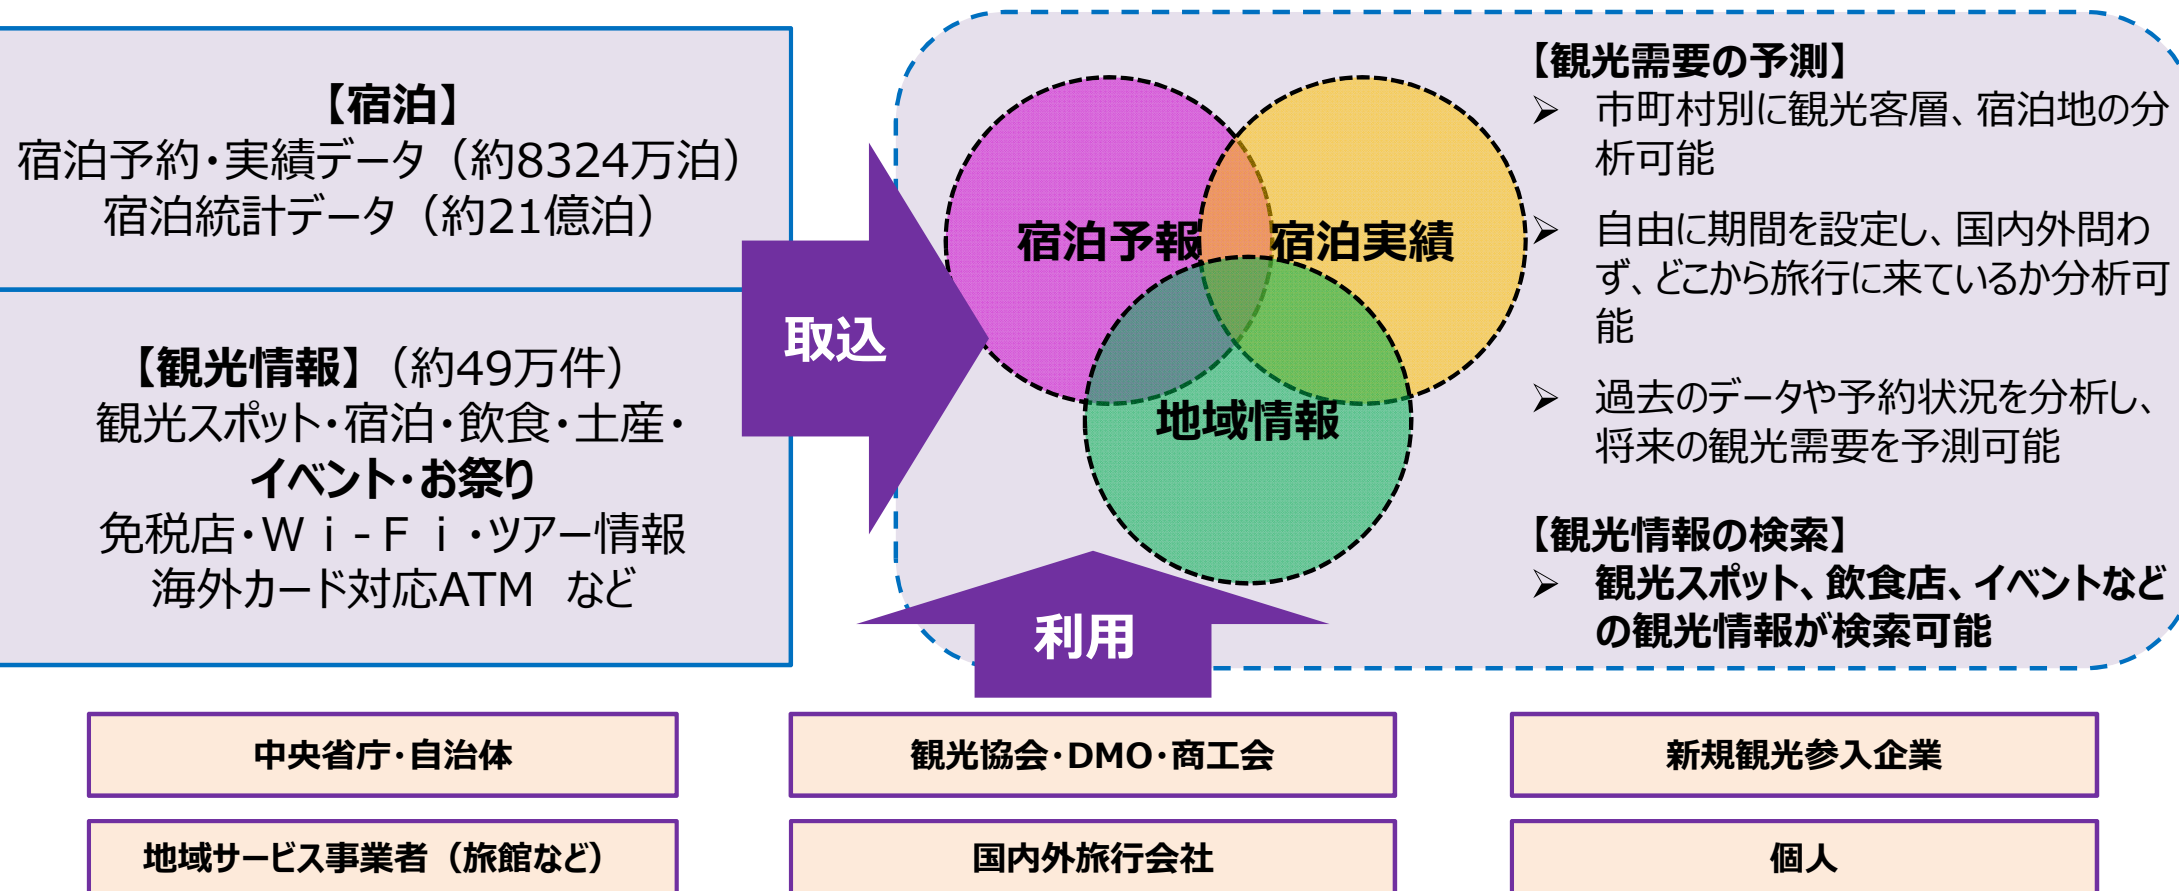 【宿泊】
宿泊予約・実績データ（約8324万泊）
宿泊統計データ（約21億泊）
【観光情報】（約49万件）
観光スポット・宿泊・飲食・土産・
イベント・お祭り
免税店・Ｗｉ-Ｆｉ・ツアー情報
海外カード対応ATM　など
取込
宿泊予報
宿泊実績
地域情報
利用
【観光需要の予測】
➢ 市町村別に観光客層、宿泊地の分
析可能
➢ 自由に期間を設定し、国内外問わ
ず、どこから旅行に来ているか分析可
能
➢ 過去のデータや予約状況を分析し、
将来の観光需要を予測可能
【観光情報の検索】
➢ 観光スポット、飲食店、イベントなど
の観光情報が検索可能
中央省庁・自治体
観光協会・DMO・商工会
新規観光参入企業
地域サービス事業者（旅館など）
国内外旅行会社
個人